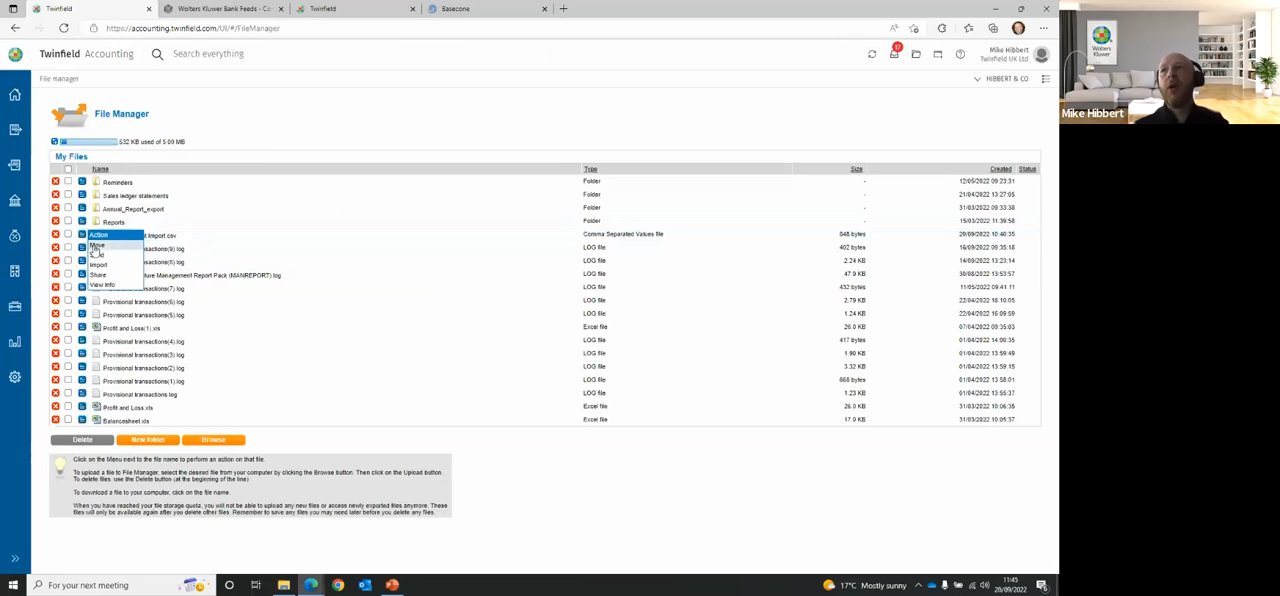 Twinfield
Wolters Kluwer Bank Feeds - Co
Twinfield
Basecone
https://accounting.twinfield.com/UI/#/FileManager
Twinfield Accounting
Search everything
17
Mike Hibbert
Twinfield UK Ltd
File manager
HIBBERT & CO
Wolters Kluwer
Mike Hibbert
File Manager
532 KB used of 5.00 MB
My Files
Name Type Size Created Status
Reminders Folder - 12/05/2022 09:23:31
Sales ledger statements Folder - 21/04/2022 13:27:05
Annual_Report_export Folder - 31/03/2022 09:33:38
Reports Folder - 15/03/2022 11:39:58
Action
Move
Import
Share
View Info
Import.csv Comma Separated Values file 848 bytes 20/09/2022 10:40:35
transactions(9).log LOG file 402 bytes 16/09/2022 09:35:18
transactions(8).log LOG file 2.24 KB 14/09/2022 13:23:14
ture Management Report Pack (MANREPORT).log LOG file 47.9 KB 30/08/2022 13:53:57
transactions(7).log LOG file 432 bytes 11/05/2022 09:41:11
Provisional transactions(6).log LOG file 2.79 KB 22/04/2022 16:10:05
Provisional transactions(5).log LOG file 1.24 KB 22/04/2022 16:09:59
Profit and Loss(1).xls Excel file 26.0 KB 07/04/2022 09:35:03
Provisional transactions(4).log LOG file 417 bytes 01/04/2022 14:00:35
Provisional transactions(3).log LOG file 1.90 KB 01/04/2022 13:59:49
Provisional transactions(2).log LOG file 3.32 KB 01/04/2022 13:59:15
Provisional transactions(1).log LOG file 668 bytes 01/04/2022 13:58:01
Provisional transactions.log LOG file 1.23 KB 01/04/2022 13:55:37
Profit and Loss.xls Excel file 26.0 KB 31/03/2022 10:06:35
Balancesheet.xls Excel file 17.0 KB 31/03/2022 10:05:37
Delete New folder Browse
Click on the Menu next to the file name to perform an action on that file.
To upload a file to File Manager, select the desired file from your computer by clicking the Browse button. Then click on the Upload button.
To delete files, use the Delete button (at the beginning of the line)
To download a file to your computer, click on the file name.
When you have reached your file storage quota, you will not be able to upload any new files or access newly exported files anymore. These
files will only be available again after you delete other files. Remember to save any files you may need later before you delete any files.
For your next meeting
17°C Mostly sunny
11:45
20/09/2022